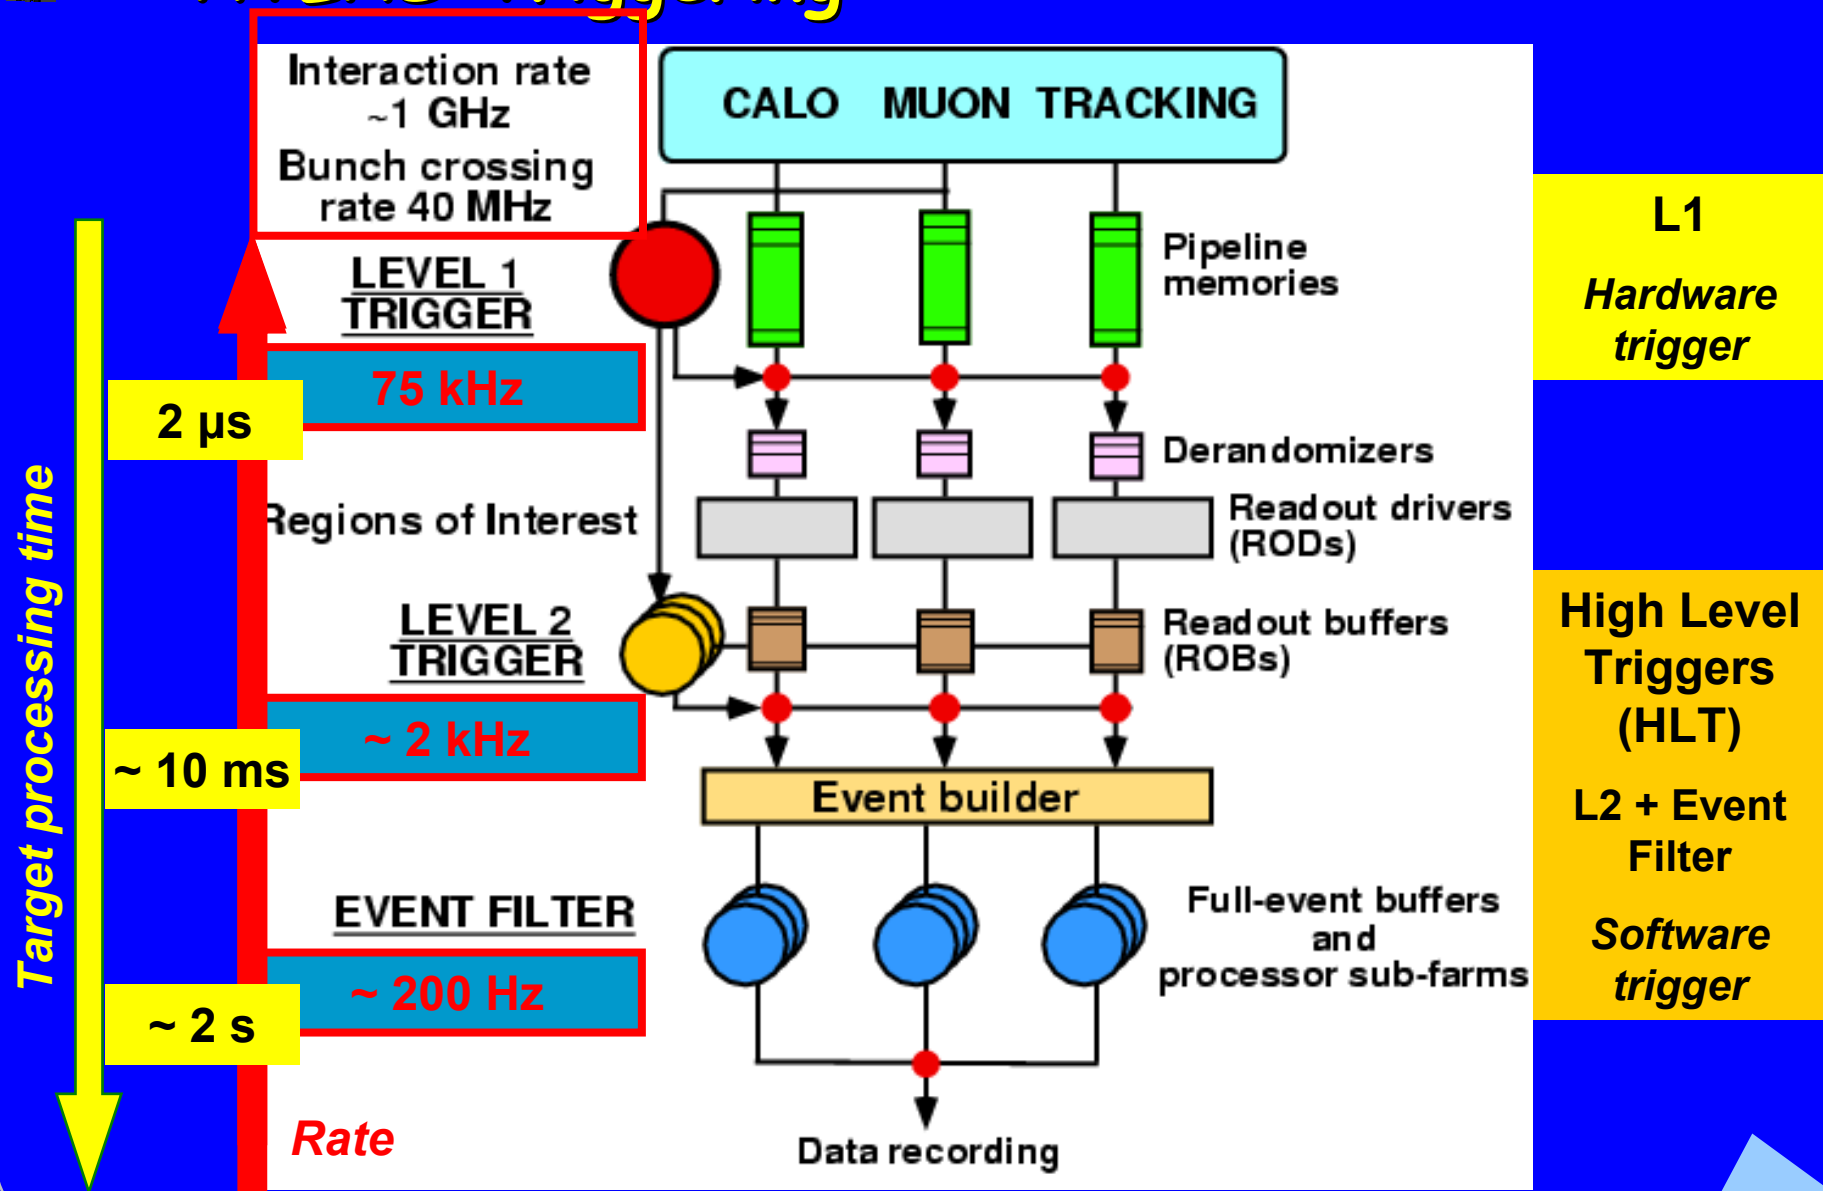 ATLAS Triggering
Interaction rate
~1 GHz
Bunch crossing
rate 40 MHz
CALO MUON TRACKING
LEVEL 1
TRIGGER
Pipeline
memories
L1
Hardware
trigger
75 kHz
2 μs
Derandomizers
Regions of Interest
Readout drivers
(RODs)
Target processing time
LEVEL 2
TRIGGER
Readout buffers
(ROBs)
High Level
Triggers
(HLT)
L2 + Event
Filter
Software
trigger
~ 2 kHz
~ 10 ms
Event builder
EVENT FILTER
Full-event buffers
and
processor sub-farms
~ 200 Hz
~ 2 s
Rate
Data recording